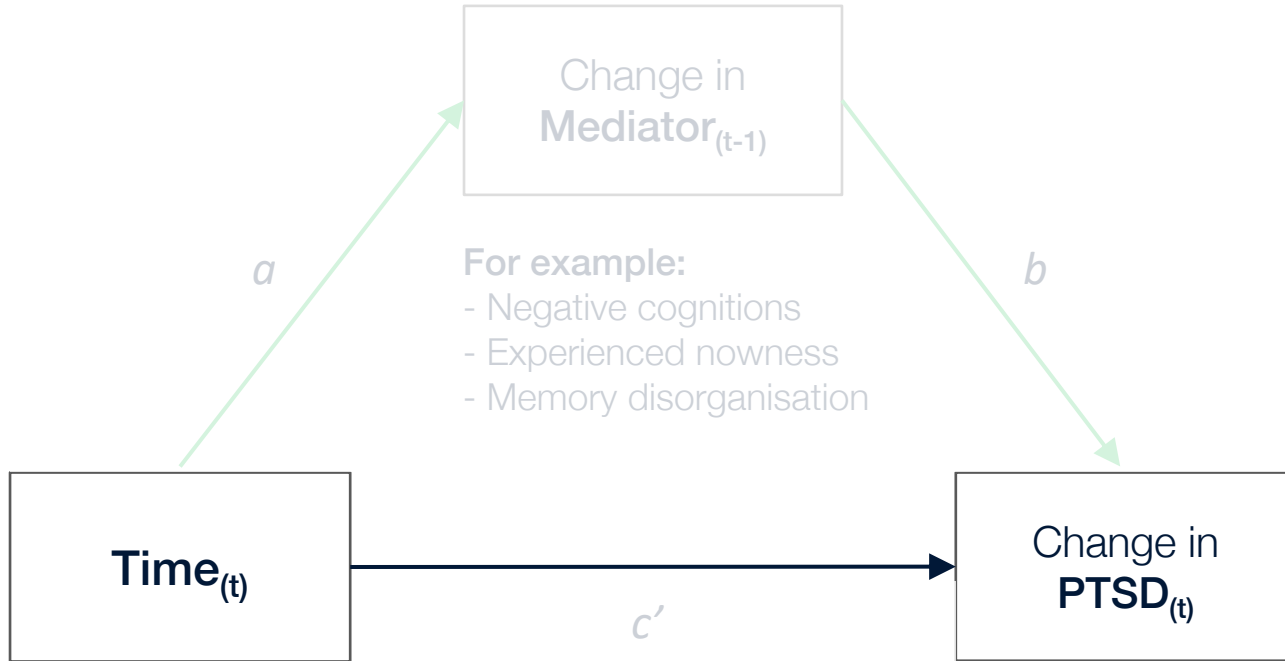 Change in
Mediator(t-1)
a
b
For example:
- Negative cognitions
- Experienced nowness
- Memory disorganisation
Time(t)
Change in
PTSD(t)
c’